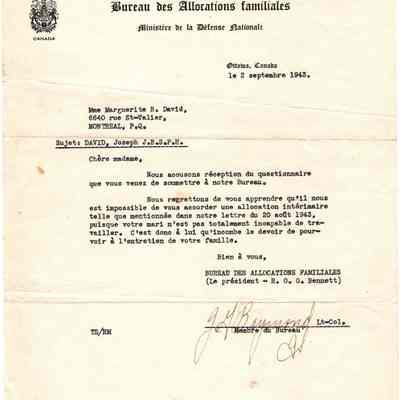 CANADA
Bureau des Allocations familiales
Ministère de la Défense Nationale
Ottawa, Canada
le 2 septembre 1943.
Mme Marguerite R. David,
6640 rue St-Valier,
MONTREAL, P.Q.
Sujet: DAVID, Joseph J.B.G.P.H.
Chère madame,
Nous accusons réception du questionnaire
que vous venez de soumettre à notre Bureau.
Nous regrettons de vous apprendre qu'il nous
est impossible de vous accorder une allocation intérimaire
telle que mentionnée dans notre lettre du 20 août 1943,
puisque votre mari n'est pas totalement incapable de tra-
vailler. C'est donc à lui qu'incombe le devoir de pour-
voir à l'entretien de votre famille.
Bien à vous,
BUREAU DES ALLOCATIONS FAMILIALES
(Le président - R. O. G. Bennett)
Lt-Col.
Membre du Bureau
TS/RM